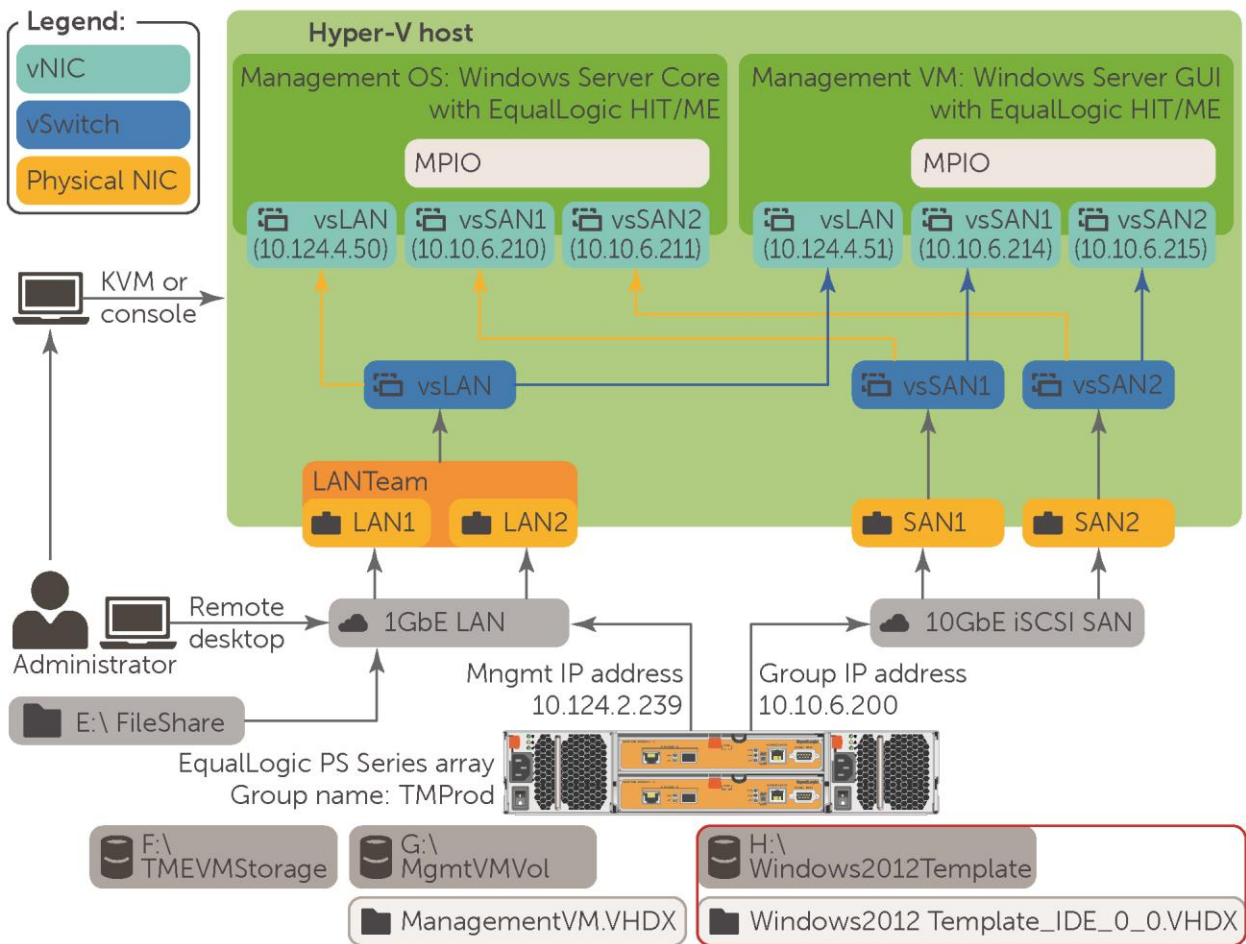 Legend:
vNIC
vSwitch
Physical NIC
Hyper-V host
Management OS: Windows Server Core
with EqualLogic HIT/ME
MPIO
vsLAN
(10.124.4.50)
vsSAN1
(10.10.6.210)
vsSAN2
(10.10.6.211)
Management VM: Windows Server GUI
with EqualLogic HIT/ME
MPIO
vsLAN
(10.124.4.51)
vsSAN1
(10.10.6.214)
vsSAN2
(10.10.6.215)
KVM or
console
vsLAN
vsSAN1
vsSAN2
LANTeam
LAN1
LAN2
SAN1
SAN2
Administrator
Remote
desktop
1GbE LAN
10GbE iSCSI SAN
E:\ FileShare
Mngmt IP address
10.124.2.239
Group IP address
10.10.6.200
EqualLogic PS Series array
Group name: TMProd
F:\
TMEVMStorage
G:\
MgmtVMVol
ManagementVM.VHDX
H:\
Windows2012Template
Windows2012 Template_IDE_0_0.VHDX